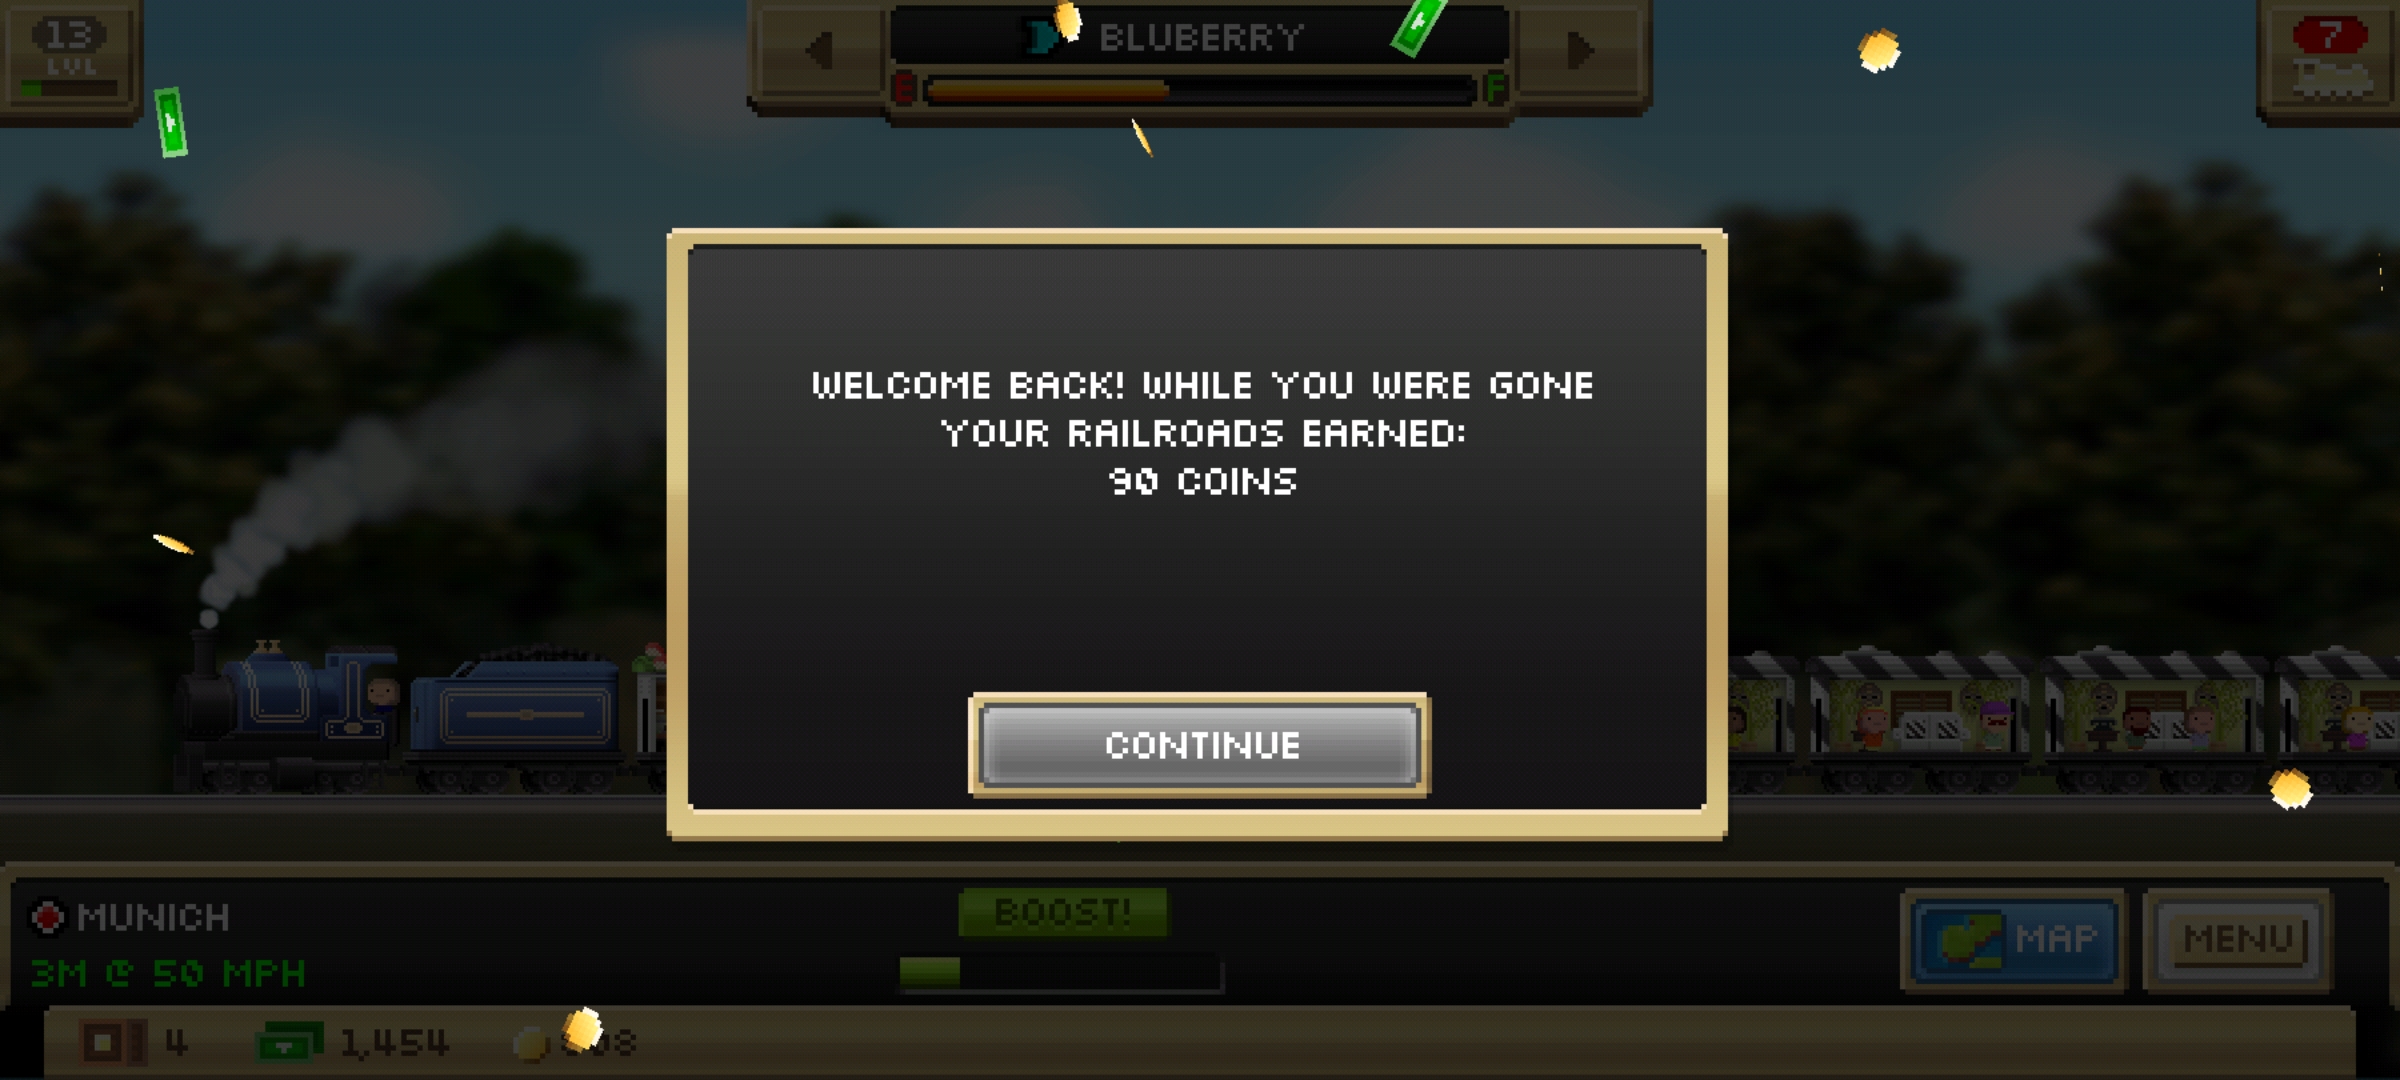 13
LVL
BLUBERRY
E
F
7
WELCOME BACK! WHILE YOU WERE GONE
YOUR RAILROADS EARNED:
90 COINS
CONTINUE
MUNICH
3M @ 50 MPH
BOOST!
MAP
MENU
4
1,454